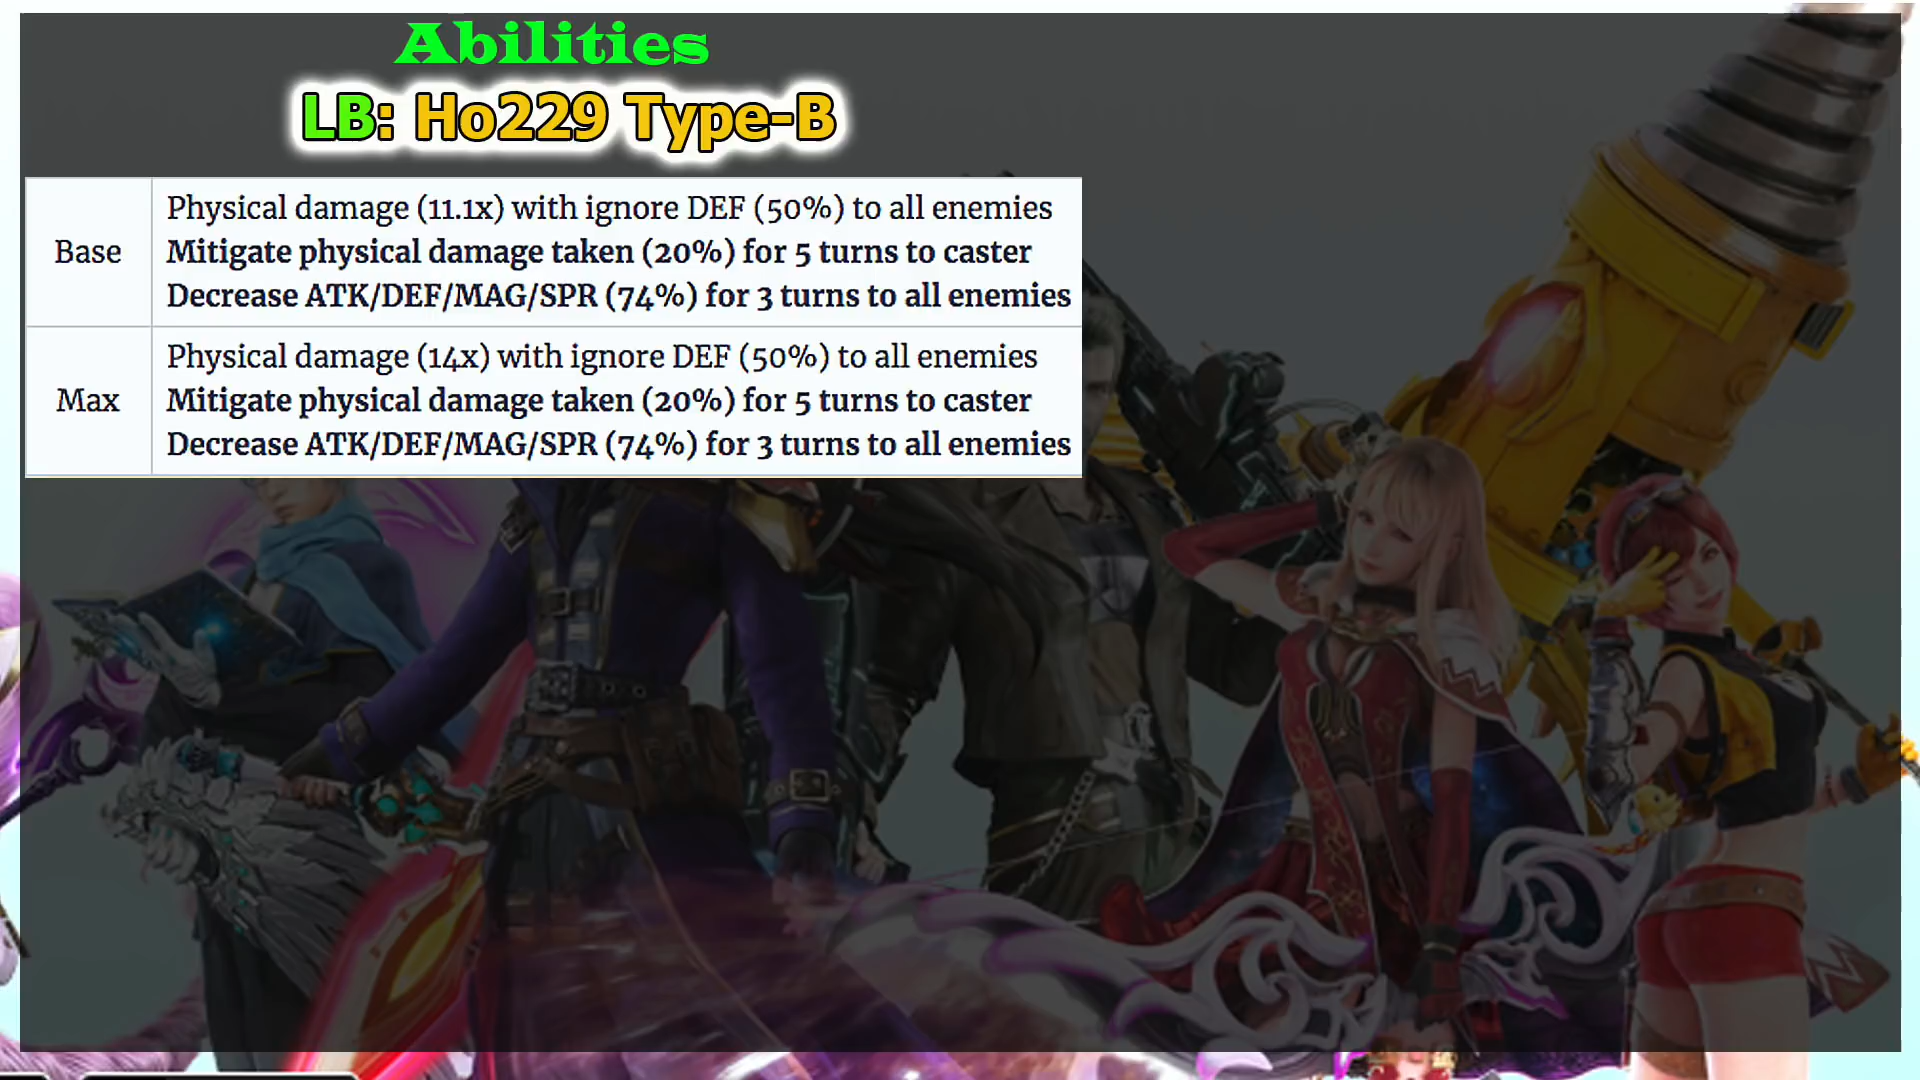 Abilities
LB: Ho229 Type-B
Base
Physical damage (11.1x) with ignore DEF (50%) to all enemies
Mitigate physical damage taken (20%) for 5 turns to caster
Decrease ATK/DEF/MAG/SPR (74%) for 3 turns to all enemies
Max
Physical damage (14x) with ignore DEF (50%) to all enemies
Mitigate physical damage taken (20%) for 5 turns to caster
Decrease ATK/DEF/MAG/SPR (74%) for 3 turns to all enemies